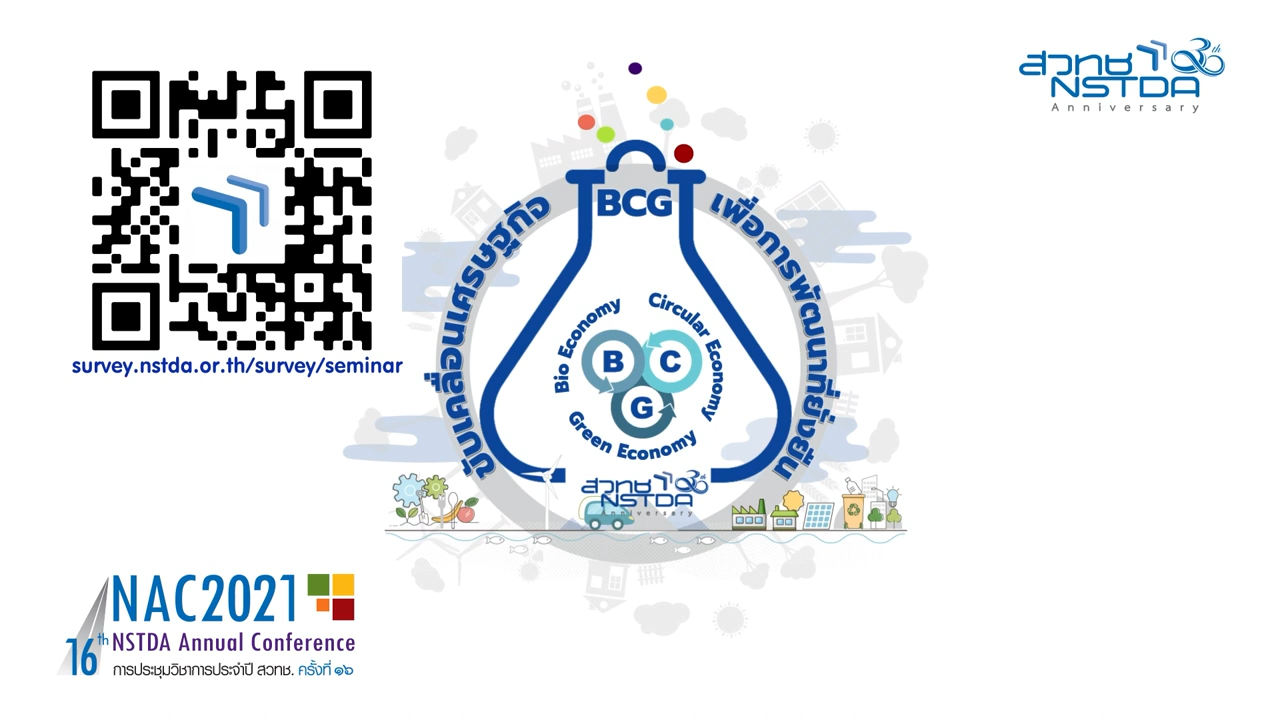 สวทช 30th
NSTDA
Anniversary
BCG
ขับเคลื่อนเศรษฐกิจ
เพื่อการพัฒนาที่ยั่งยืน
Bio Economy
Circular Economy
B
C
G
Green Economy
survey.nstda.or.th/survey/seminar
สวทช 30th
NSTDA
Anniversary
NAC2021
16th NSTDA Annual Conference
การประชุมวิชาการประจำปี สวทช. ครั้งที่ ๑๖